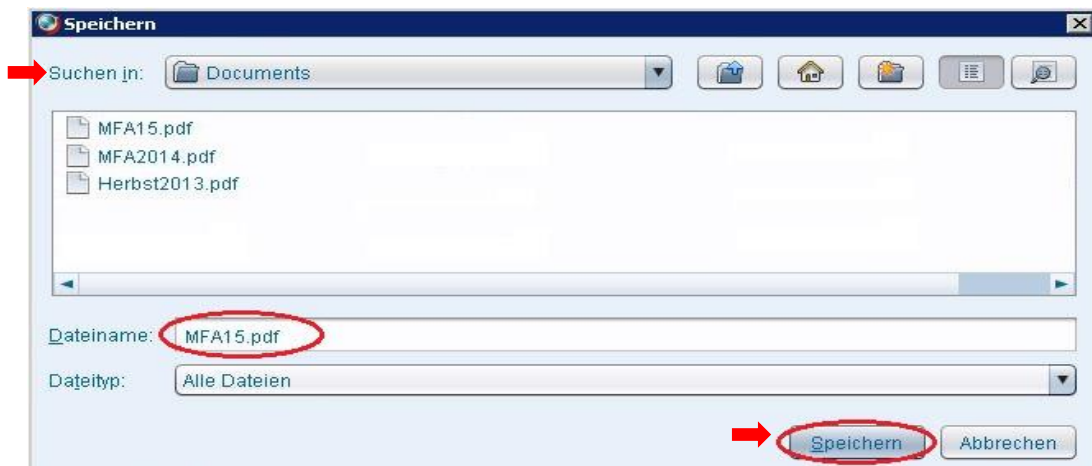 Speichern
Suchen in: Documents
MFA15.pdf
MFA2014.pdf
Herbst2013.pdf
Dateiname: MFA15.pdf
Dateityp: Alle Dateien
Speichern Abbrechen